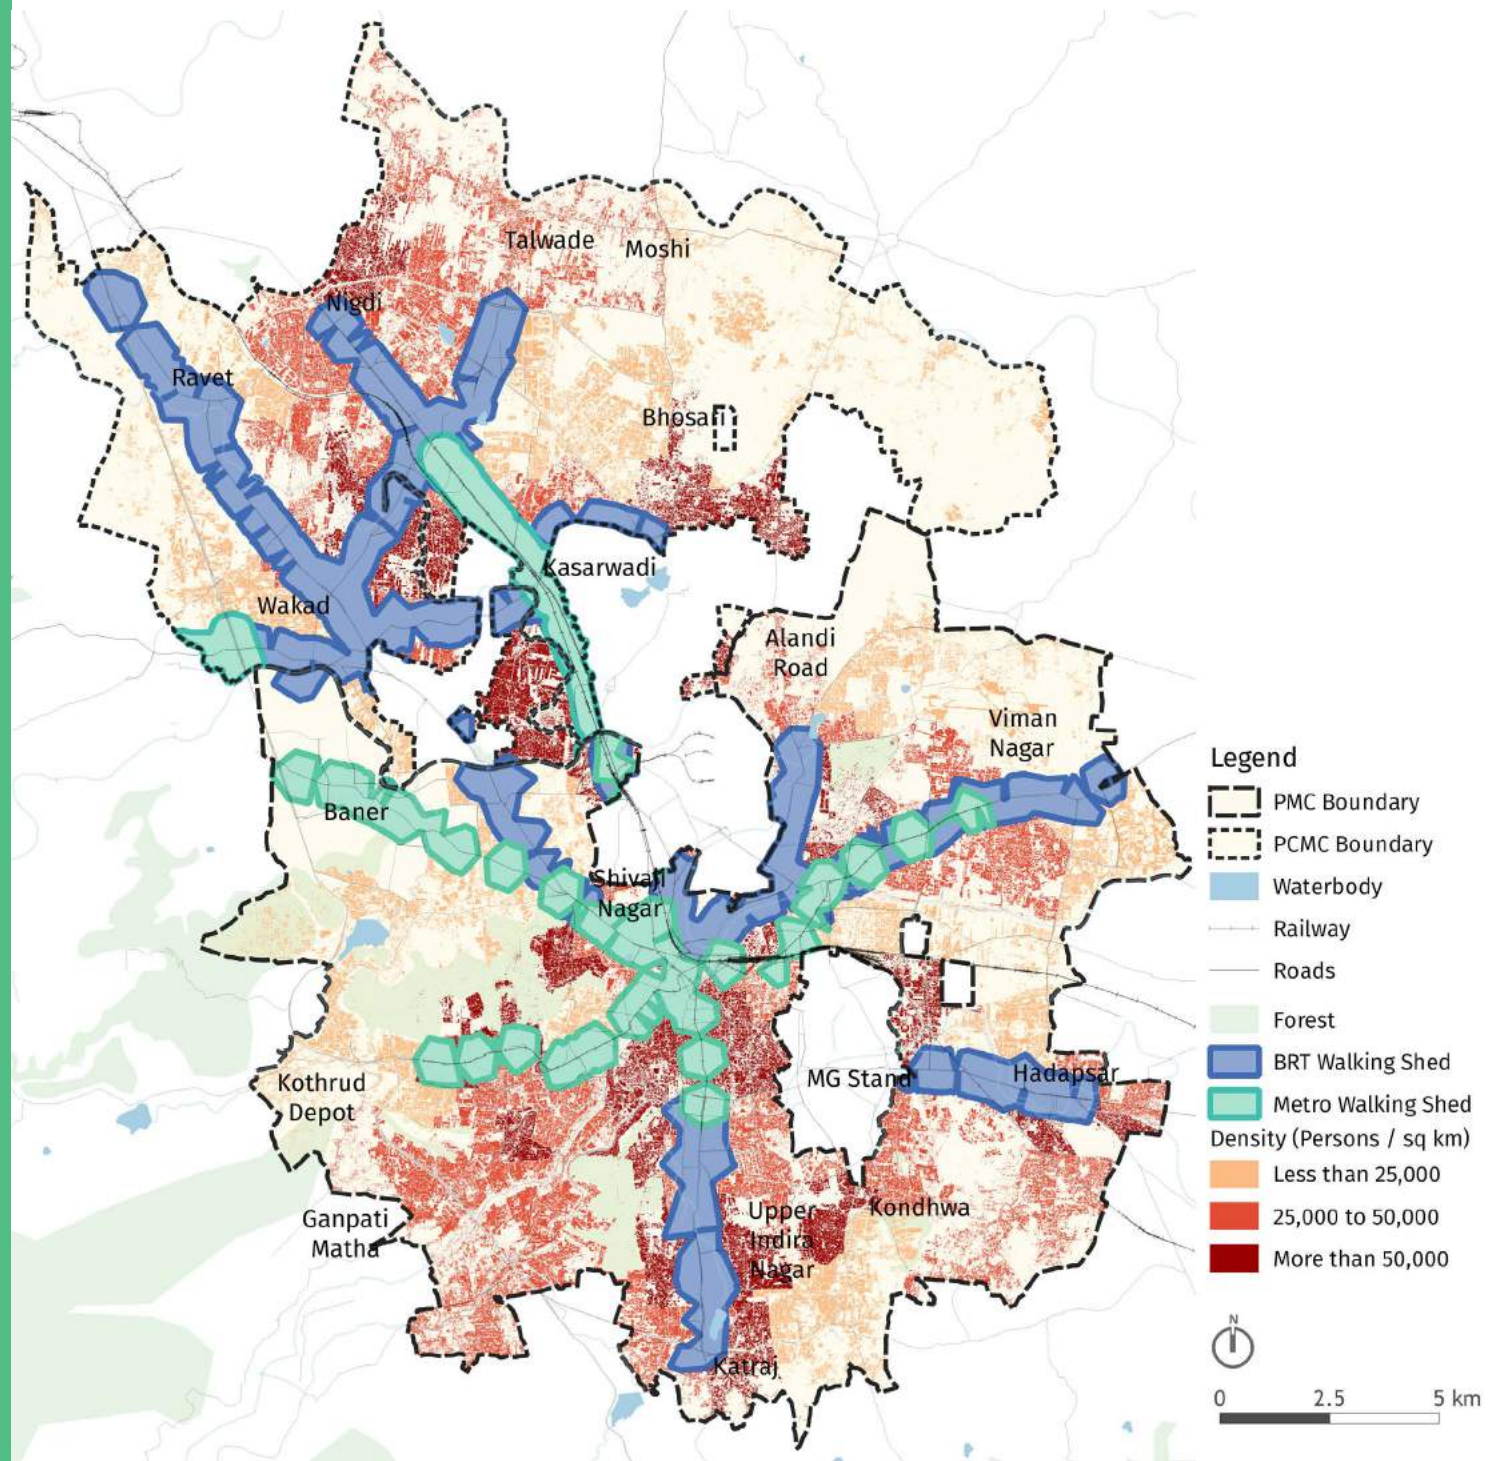 Talwade
Moshi
Nigdi
Ravet
Bhosari
Kasarwadi
Wakad
Alandi
Road
Viman
Nagar
Baner
Shivaji
Nagar
Kothrud
Depot
MG Stand
Hadapsar
Ganpati
Matha
Upper
Indira
Nagar
Kondhwa
Katraj
Legend
PMC Boundary
PCMC Boundary
Waterbody
Railway
Roads
Forest
BRT Walking Shed
Metro Walking Shed
Density (Persons / sq km)
Less than 25,000
25,000 to 50,000
More than 50,000
N
0 2.5 5 km